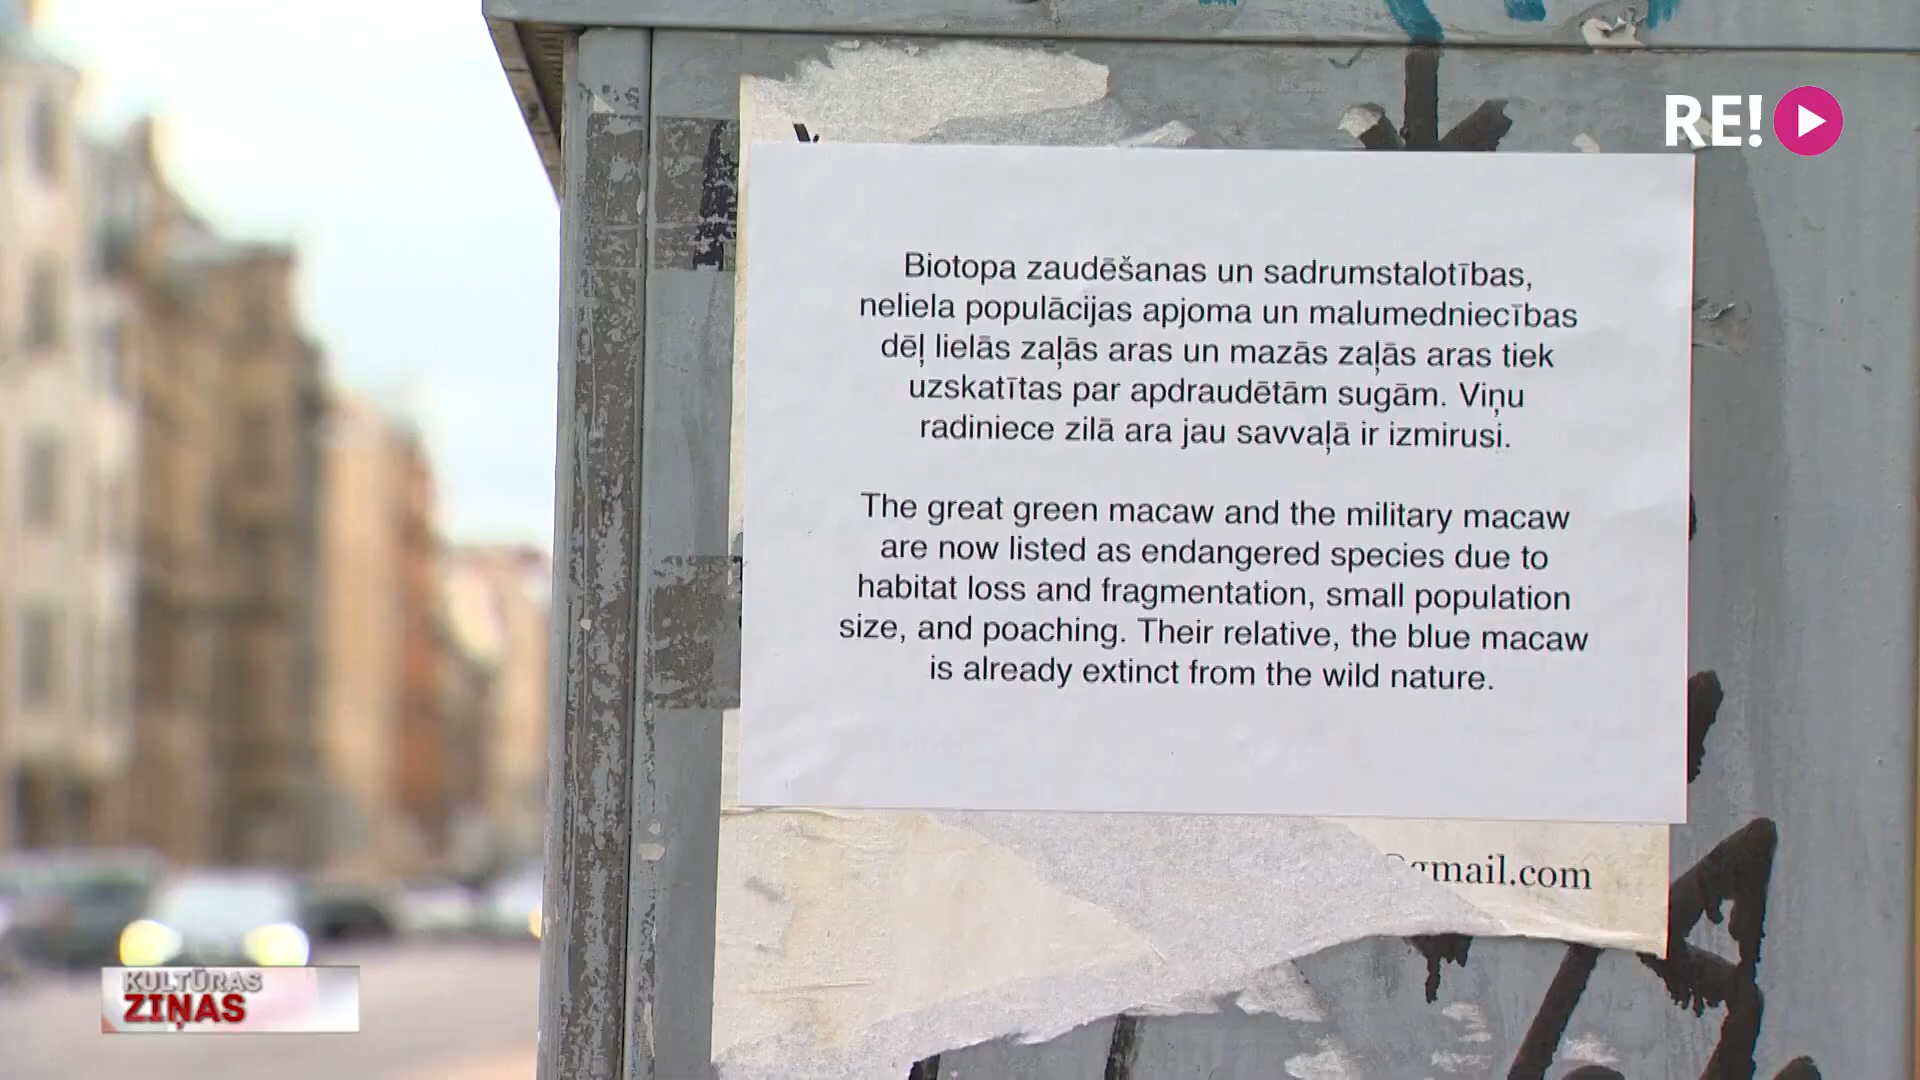 RE!
Biotopa zaudēšanas un sadrumstalotības,
neliela populācijas apjoma un malumedniecības
dēļ lielās zaļās aras un mazās zaļās aras tiek
uzskatītas par apdraudētām sugām. Viņu
radiniece zilā ara jau savvaļā ir izmirusi.
The great green macaw and the military macaw
are now listed as endangered species due to
habitat loss and fragmentation, small population
size, and poaching. Their relative, the blue macaw
is already extinct from the wild nature.
gmail.com
KULTŪRAS
ZIŅAS